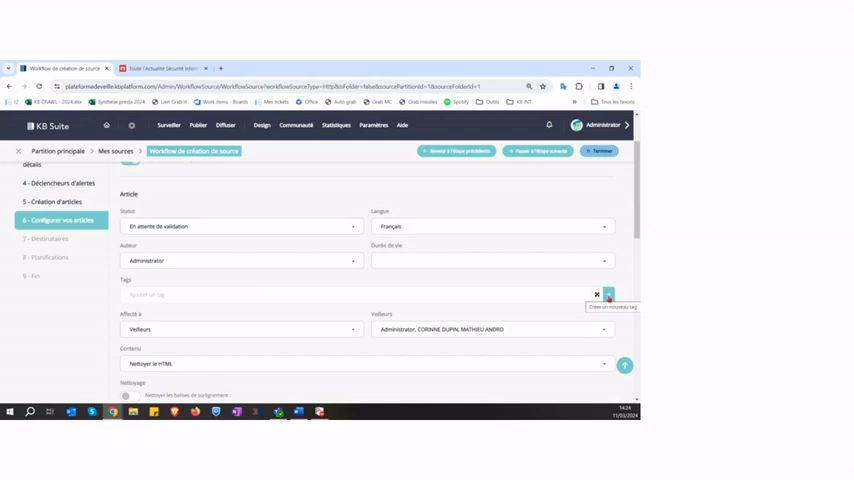 Workflow de création de source
Toute l'Actualité Sécurité Infor
plateformedeveille.kbplatform.com/Admin/WorkflowSource/WorkflowSource?workflowSourceType=Http&isFolder=false&sourcePartitionId=1&sourceFolderId=1
KB CRAWL - 2024.xlsx
Synthèse presta 2024
Lien Grab-it
Work items - Boards
Mes tickets
Office
Auto grab
Grab MC
Grab missiles
Spotify
Outils
KB INT
Tous les favoris
KB Suite
Surveiller
Publier
Diffuser
Design
Communauté
Statistiques
Paramètres
Aide
Administrator
Partition principale
Mes sources
Workflow de création de source
Revenir à l'étape précédente
Passer à l'étape suivante
Terminer
détails
4 - Déclencheurs d'alertes
5 - Création d'articles
6 - Configurer vos articles
7 - Destinataires
8 - Planifications
9 - Fin
Article
Statut
Langue
En attente de validation
Français
Auteur
Durée de vie
Administrator
Tags
Ajouter un tag
Créer un nouveau tag
Affecté à
Veilleurs
Veilleurs
Administrator, CORINNE DUPIN, MATHIEU ANDRO
Contenu
Nettoyer le HTML
Nettoyage
Nettoyer les balises de surlignement
14:24
11/03/2024